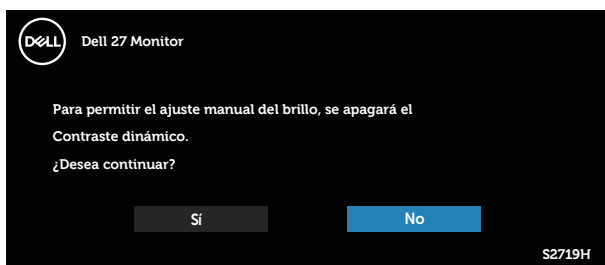 DELL
Dell 27 Monitor
Para permitir el ajuste manual del brillo, se apagará el
Contraste dinámico.
¿Desea continuar?
Sí
No
S2719H